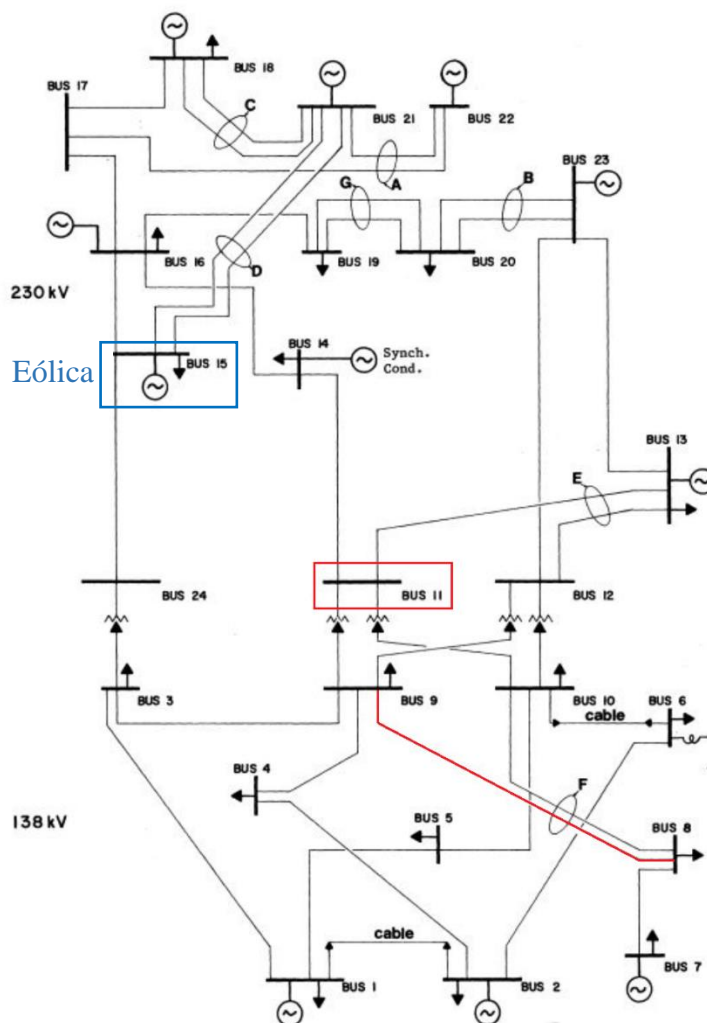 BUS 18
BUS 17
C
BUS 21
BUS 22
BUS 23
A
G
B
BUS 16
D
BUS 19
BUS 20
230 kV
BUS 14
Synch.
Cond.
Eólica
BUS 15
BUS 13
E
BUS 24
BUS 11
BUS 12
BUS 3
BUS 9
BUS 10
BUS 6
cable
BUS 4
F
138 kV
BUS 5
BUS 8
cable
BUS 1
BUS 2
BUS 7